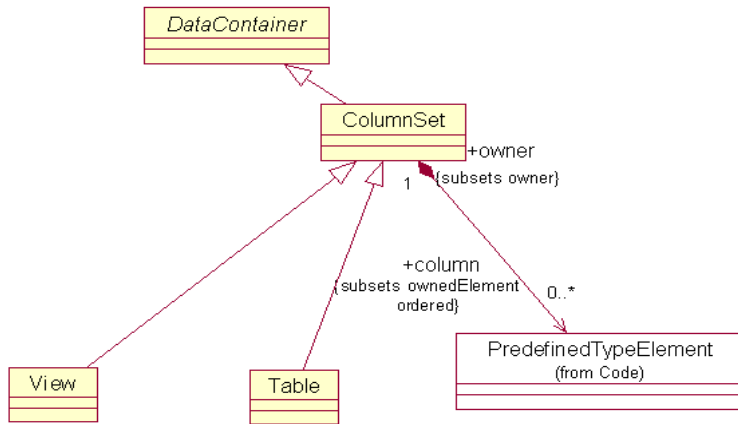 DataContainer
ColumnSet
+owner
1
{subsets owner}
+column
{subsets ownedElement
ordered}
0..*
PredefinedTypeElement
(from Code)
View
Table